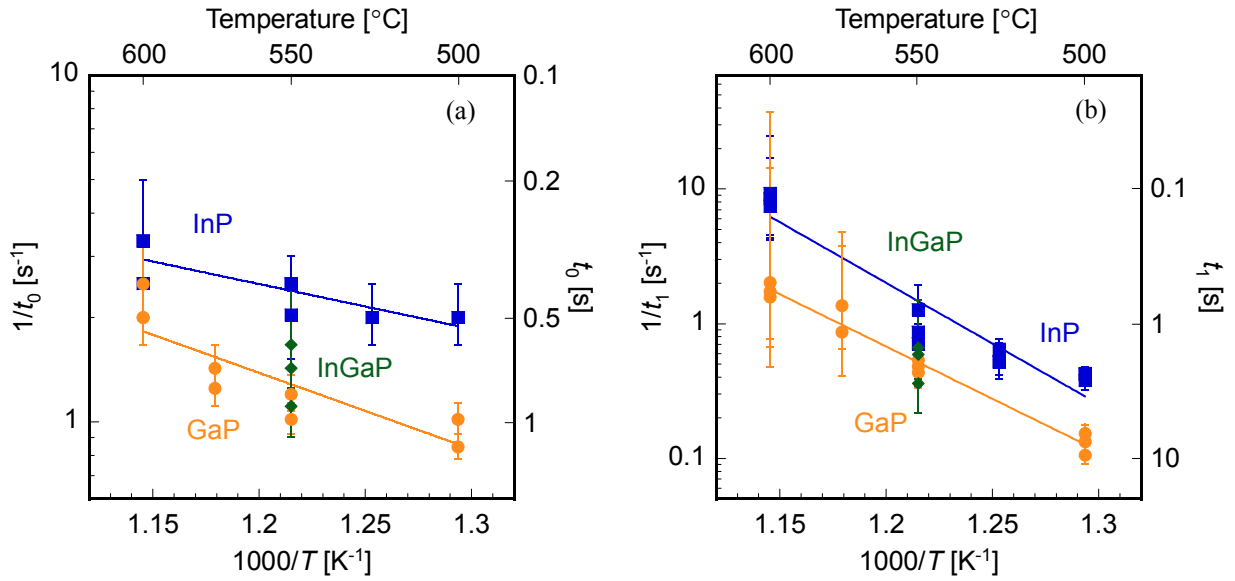 Temperature [°C]
600 550 500
10 0.1
(a)
0.2
InP
1/t₀ [s⁻¹]
t₀ [s]
0.5
InGaP
GaP
1 1
1.15 1.2 1.25 1.3
1000/T [K⁻¹]
Temperature [°C]
600 550 500
(b)
10 0.1
InGaP
1/t₁ [s⁻¹]
t₁ [s]
1 1
InP
GaP
0.1 10
1.15 1.2 1.25 1.3
1000/T [K⁻¹]